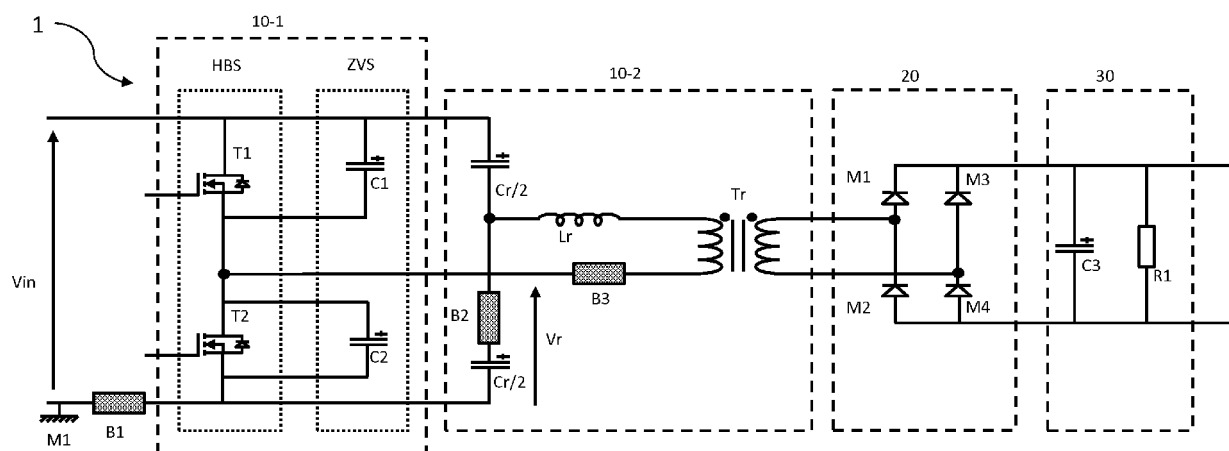 1
10-1
HBS
ZVS
10-2
20
30
T1
C1
Cr/2
M1
M3
Tr
Lr
Vin
B3
C3
R1
T2
B2
M2
M4
C2
Vr
Cr/2
M1
B1